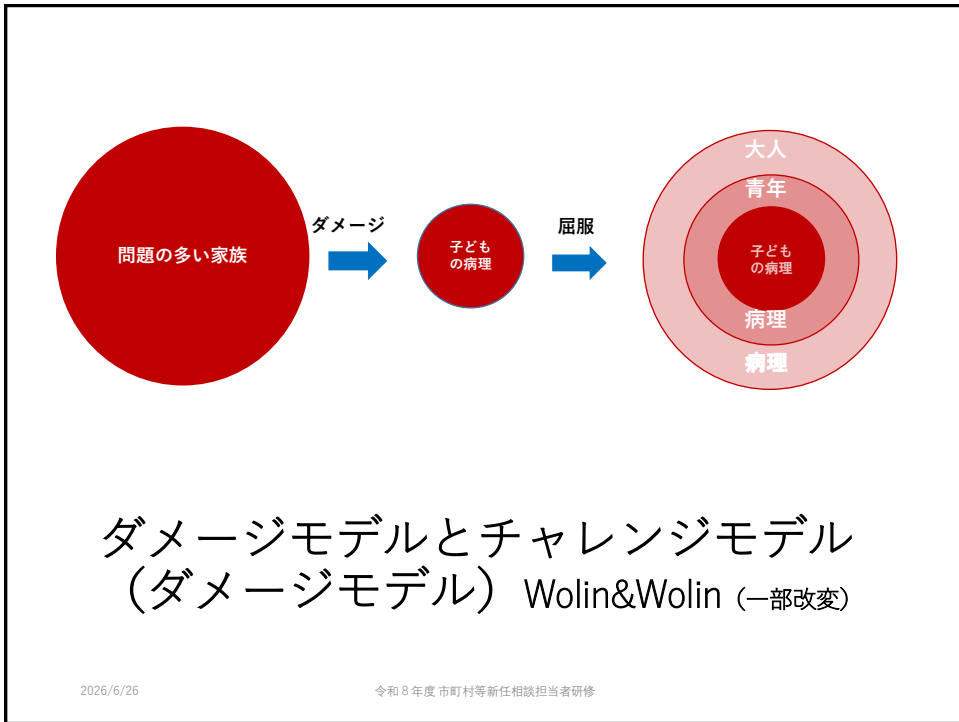 問題の多い家族
ダメージ
子ども
の病理
屈服
大人
青年
子ども
の病理
病理
病理
ダメージモデルとチャレンジモデル
（ダメージモデル）Wolin&Wolin（一部改変）
2026/6/26
令和８年度 市町村等新任相談担当者研修